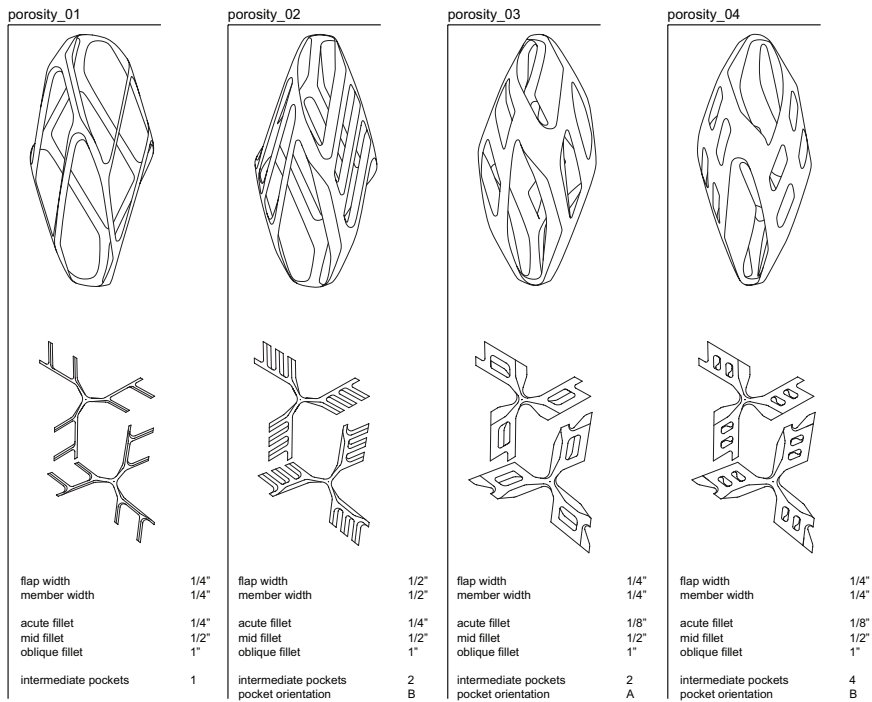 porosity_01
flap width 1/4"
member width 1/4"
acute fillet 1/4"
mid fillet 1/2"
oblique fillet 1"
intermediate pockets 1
porosity_02
flap width 1/2"
member width 1/2"
acute fillet 1/4"
mid fillet 1/2"
oblique fillet 1"
intermediate pockets 2
pocket orientation B
porosity_03
flap width 1/4"
member width 1/4"
acute fillet 1/8"
mid fillet 1/2"
oblique fillet 1"
intermediate pockets 2
pocket orientation A
porosity_04
flap width 1/4"
member width 1/4"
acute fillet 1/8"
mid fillet 1/2"
oblique fillet 1"
intermediate pockets 4
pocket orientation B